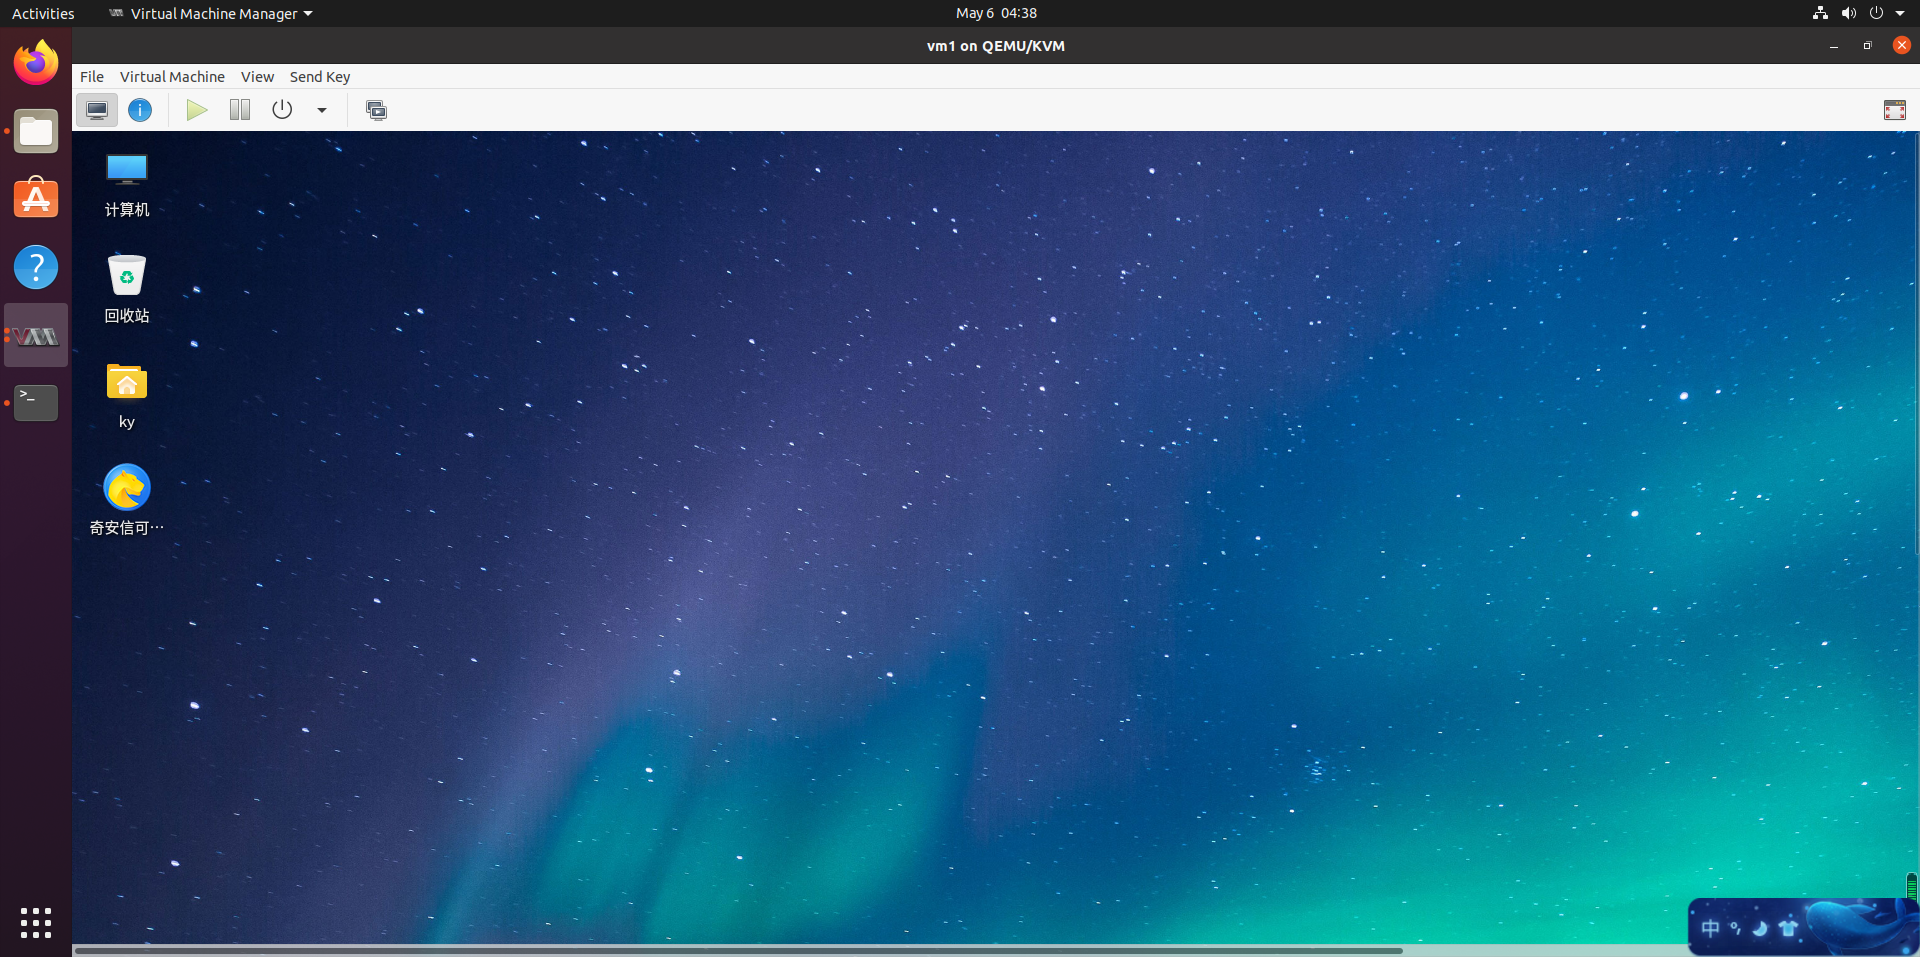 Activities
Virtual Machine Manager
May 6 04:38
vm1 on QEMU/KVM
File
Virtual Machine
View
Send Key
计算机
回收站
ky
奇安信可…
中